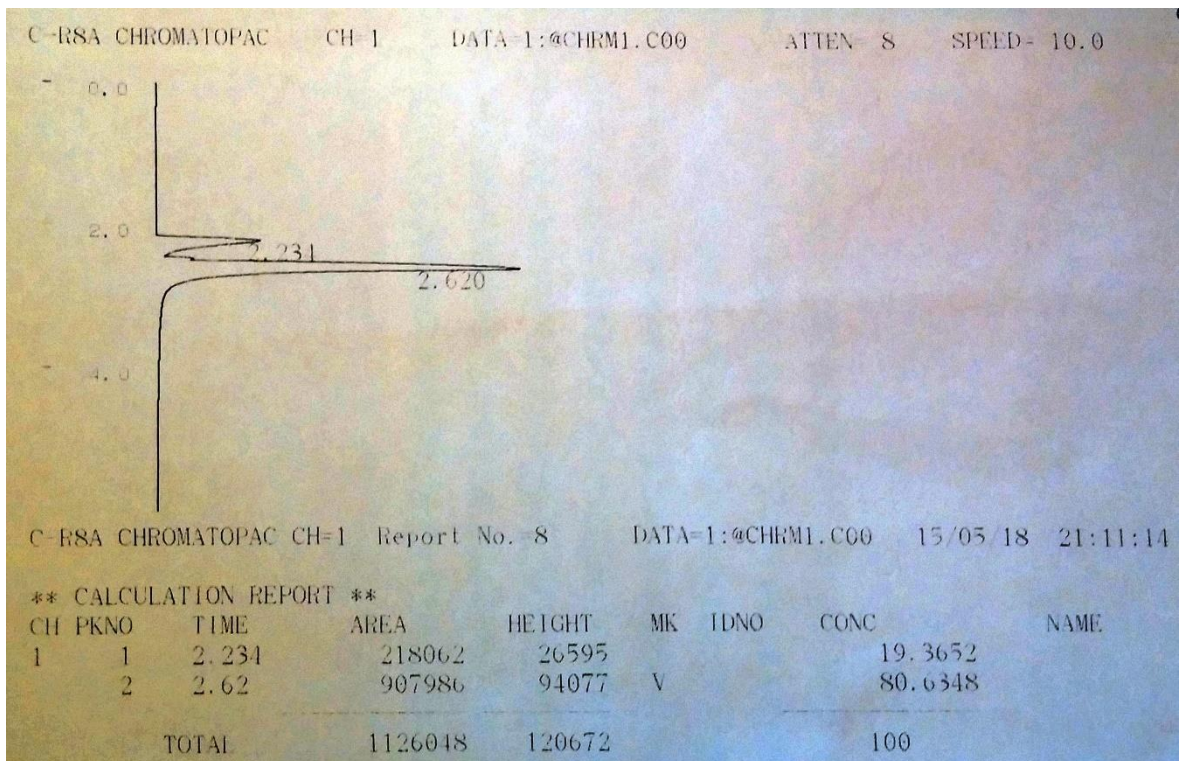 C-R8A CHROMATOPAC CH=1 DATA=1:@CHRM1.C00 ATTEN= 8 SPEED= 10.0
0.0
2.0
2.231
2.620
4.0
C-R8A CHROMATOPAC CH=1 Report No.=8 DATA=1:@CHRM1.C00 15/05/18 21:11:14
** CALCULATION REPORT **
CH PKNO TIME AREA HEIGHT MK IDNO CONC NAME
1 1 2.234 218062 26595 19.3652
2 2.62 907986 94077 V 80.6348
TOTAL 1126048 120672 100